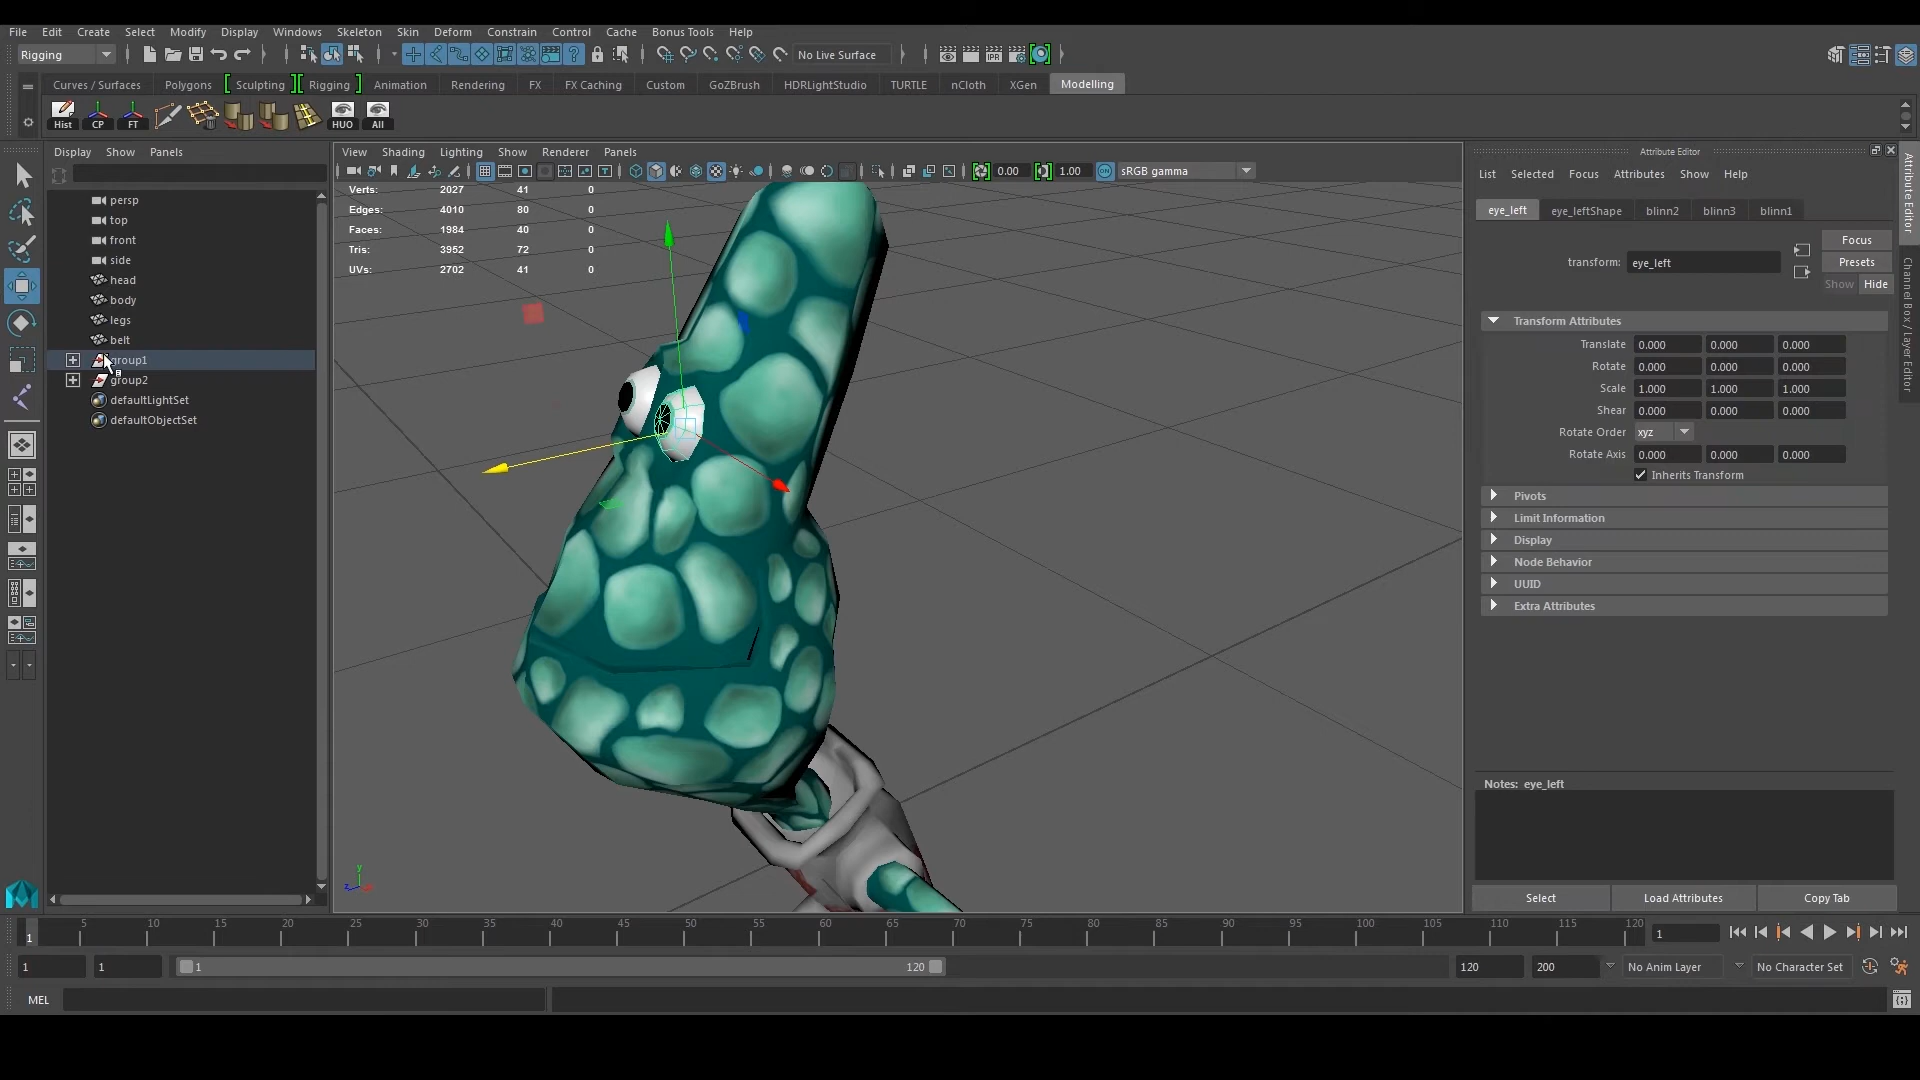 File Edit Create Select Modify Display Windows Skeleton Skin Deform Constrain Control Cache Bonus Tools Help
Rigging No Live Surface
Curves / Surfaces Polygons Sculpting Rigging Animation Rendering FX FX Caching Custom GoZBrush HDRLightStudio TURTLE nCloth XGen Modelling
Hist CP FT HUO All
Display Show Panels
View Shading Lighting Show Renderer Panels
0.00 1.00 ON sRGB gamma
Verts: 2027 41 0
Edges: 4010 80 0
Faces: 1984 40 0
Tris: 3952 72 0
UVs: 2702 41 0
persp
top
front
side
head
body
legs
belt
group1
group2
defaultLightSet
defaultObjectSet
y
z
Attribute Editor
List Selected Focus Attributes Show Help
eye_left eye_leftShape blinn2 blinn3 blinn1
Focus
transform: eye_left
Presets
Show Hide
Transform Attributes
Translate 0.000 0.000 0.000
Rotate 0.000 0.000 0.000
Scale 1.000 1.000 1.000
Shear 0.000 0.000 0.000
Rotate Order xyz
Rotate Axis 0.000 0.000 0.000
Inherits Transform
Pivots
Limit Information
Display
Node Behavior
UUID
Extra Attributes
Notes: eye_left
Select Load Attributes Copy Tab
Attribute Editor
Channel Box / Layer Editor
1 5 10 15 20 25 30 35 40 45 50 55 60 65 70 75 80 85 90 95 100 105 110 115 120 1
1 1 1 120 120 200 No Anim Layer No Character Set
MEL